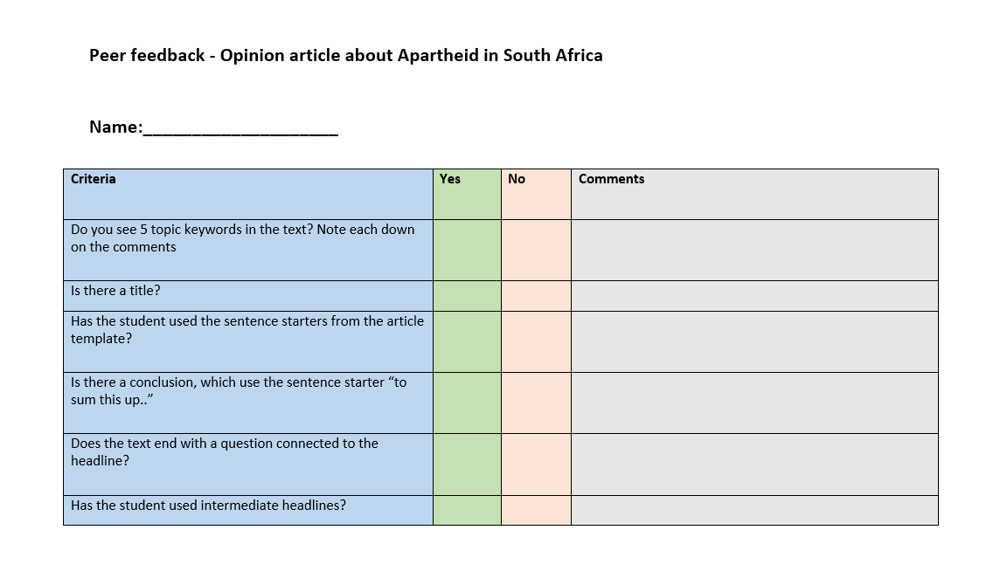 Peer feedback - Opinion article about Apartheid in South Africa
Name:____________________
Criteria
Yes
No
Comments
Do you see 5 topic keywords in the text? Note each down
on the comments
Is there a title?
Has the student used the sentence starters from the article
template?
Is there a conclusion, which use the sentence starter “to
sum this up..”
Does the text end with a question connected to the
headline?
Has the student used intermediate headlines?